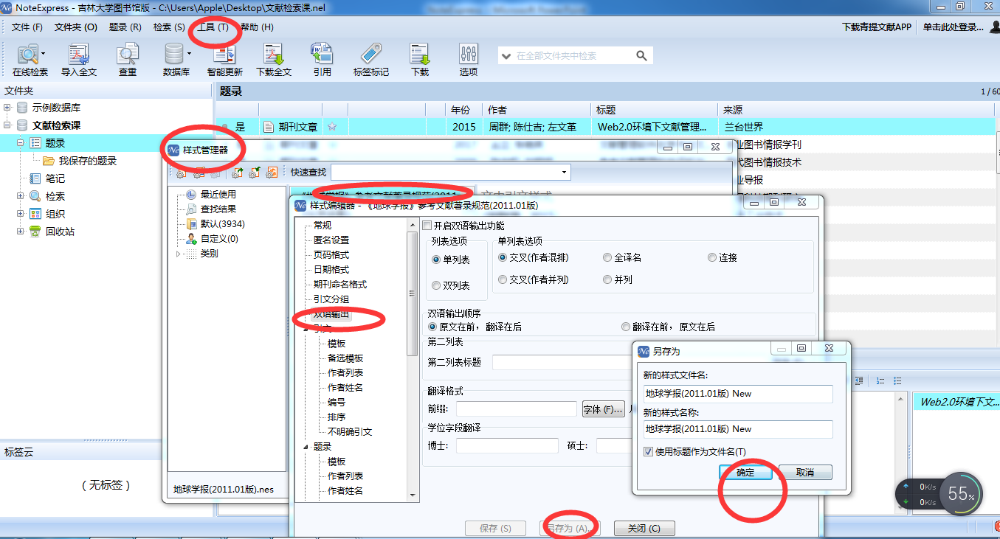 NoteExpress - 吉林大学图书馆版 - C:\Users\Apple\Desktop\文献检索课.nel
文件 (F) 文件夹 (O) 题录 (R) 检索 (S) 工具 (T) 帮助 (H) 下载青提文献APP 单击此处登录...
在线检索 导入全文 查重 数据库 智能更新 下载全文 引用 标签标记 下载 选项 在全部文件夹中检索
文件夹
示例数据库
文献检索课
题录
我保存的题录
笔记
检索
组织
回收站
标签云
( 无标签 )
题录 1 / 60
年份 作者 标题 来源
是 期刊文章 2015 周群; 陈仕吉; 左文革 Web2.0环境下文献管理... 兰台世界
业图书情报学刊
代图书情报技术
业导报
样式管理器
快速查找
最近使用
查找结果
默认(3934)
自定义(0)
类别
地球学报(2011.01版).nes
文中引文样式
样式编辑器 - 《地球学报》参考文献著录规范(2011.01版)
常规
匿名设置
页码格式
日期格式
期刊命名格式
引文分组
双语输出
引文
模板
备选模板
作者列表
作者姓名
编号
排序
不明确引文
题录
模板
作者列表
作者姓名
开启双语输出功能
列表选项
单列表
双列表
单列表选项
交叉(作者混排) 全译名 连接
交叉(作者并列) 并列
双语输出顺序
原文在前，翻译在后 翻译在前，原文在后
第二列表
第二列表标题
翻译格式
前缀: 字体 (F)...
学位字段翻译
博士: 硕士:
保存 (S) 另存为 (A)... 关闭 (C)
另存为
新的样式文件名:
地球学报(2011.01版) New
新的样式名称:
地球学报(2011.01版) New
使用标题作为文件名(T)
确定 取消
Web2.0环境下文...
0K/s
0K/s
55%